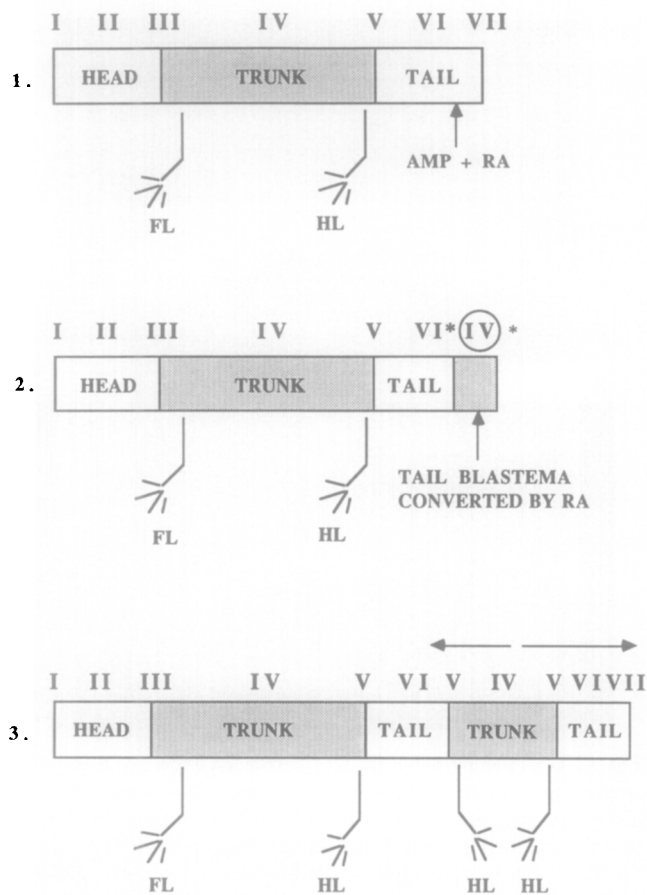 I II III IV V VI VII
1. HEAD TRUNK TAIL
AMP + RA
FL HL
I II III IV V VI* IV *
2. HEAD TRUNK TAIL
TAIL BLASTEMA
CONVERTED BY RA
FL HL
I II III IV V VI V IV V VI VII
3. HEAD TRUNK TAIL TRUNK TAIL
FL HL HL HL